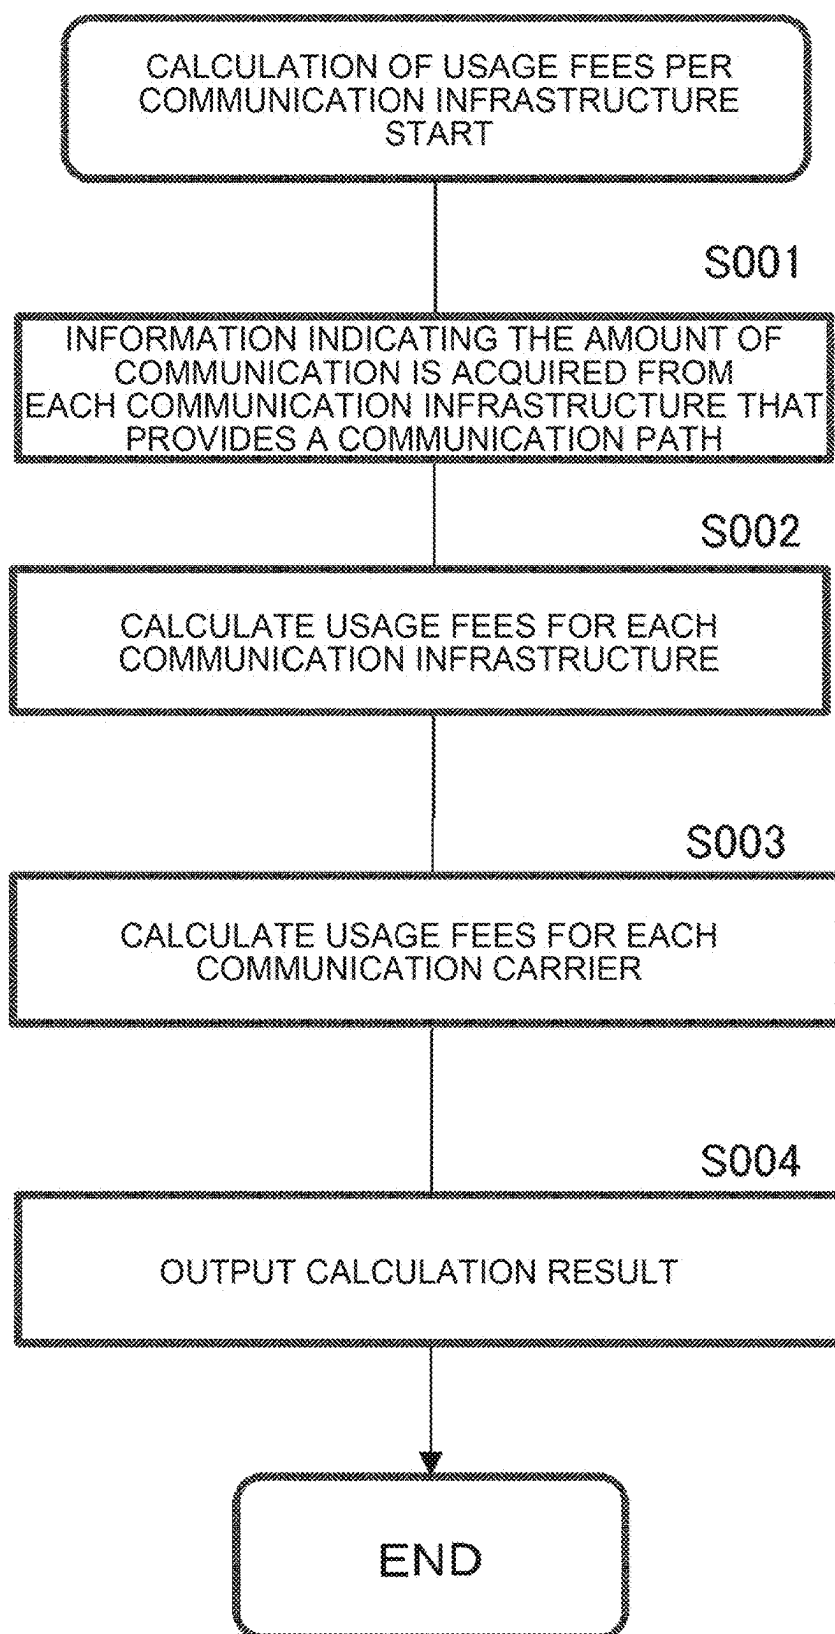 CALCULATION OF USAGE FEES PER
COMMUNICATION INFRASTRUCTURE
START
S001
INFORMATION INDICATING THE AMOUNT OF
COMMUNICATION IS ACQUIRED FROM
EACH COMMUNICATION INFRASTRUCTURE THAT
PROVIDES A COMMUNICATION PATH
S002
CALCULATE USAGE FEES FOR EACH
COMMUNICATION INFRASTRUCTURE
S003
CALCULATE USAGE FEES FOR EACH
COMMUNICATION CARRIER
S004
OUTPUT CALCULATION RESULT
END